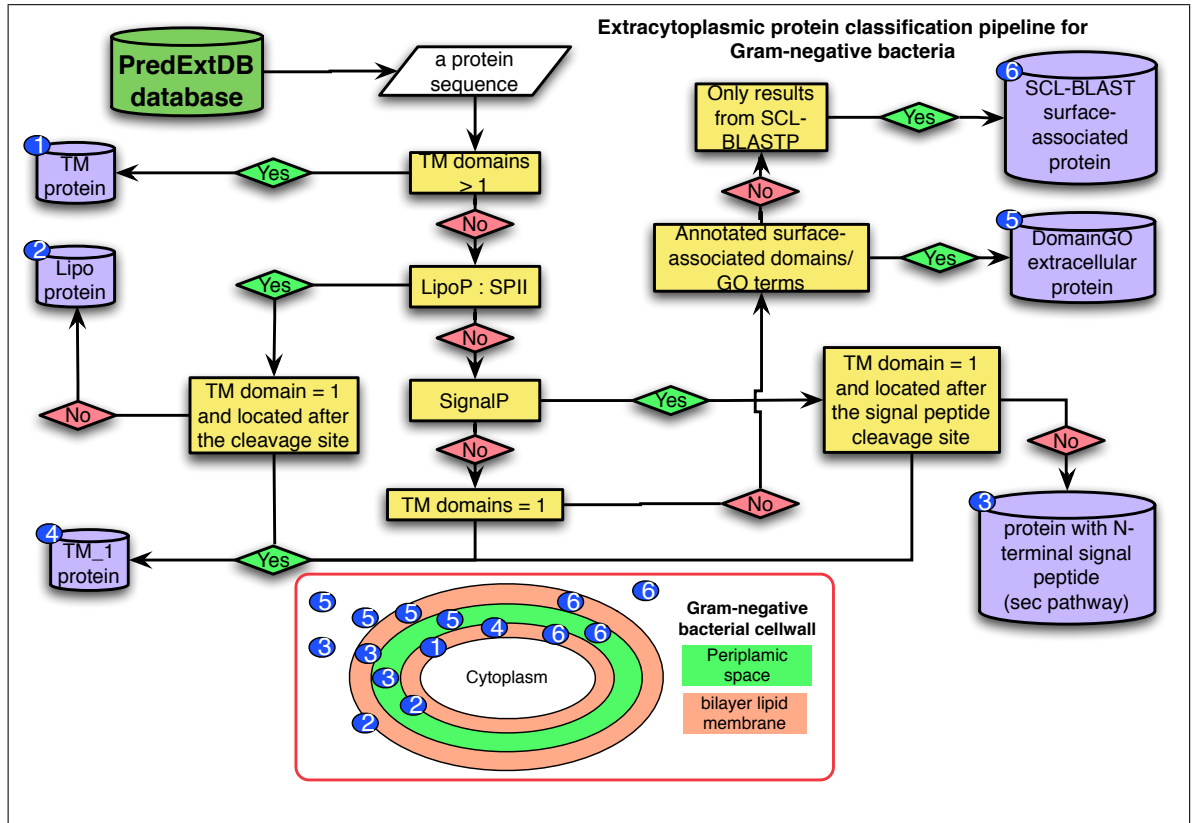 Extracytoplasmic protein classification pipeline for
Gram-negative bacteria
PredExtDB
database
a protein
sequence
6
SCL-BLAST
surface-
associated
protein
Only results
from SCL-
BLASTP
Yes
1
TM
protein
Yes
TM domains
> 1
No
No
5
DomainGO
extracellular
protein
Annotated surface-
associated domains/
GO terms
Yes
2
Lipo
protein
Yes
LipoP : SPII
No
TM domain = 1
and located after
the cleavage site
No
SignalP
Yes
TM domain = 1
and located after
the signal peptide
cleavage site
No
No
TM domains = 1
No
3
protein with N-
terminal signal
peptide
(sec pathway)
4
TM_1
protein
Yes
5
5
5
5
6
6
6
6
4
1
3
3
3
2
2
Cytoplasm
Gram-negative
bacterial cellwall
Periplamic
space
bilayer lipid
membrane